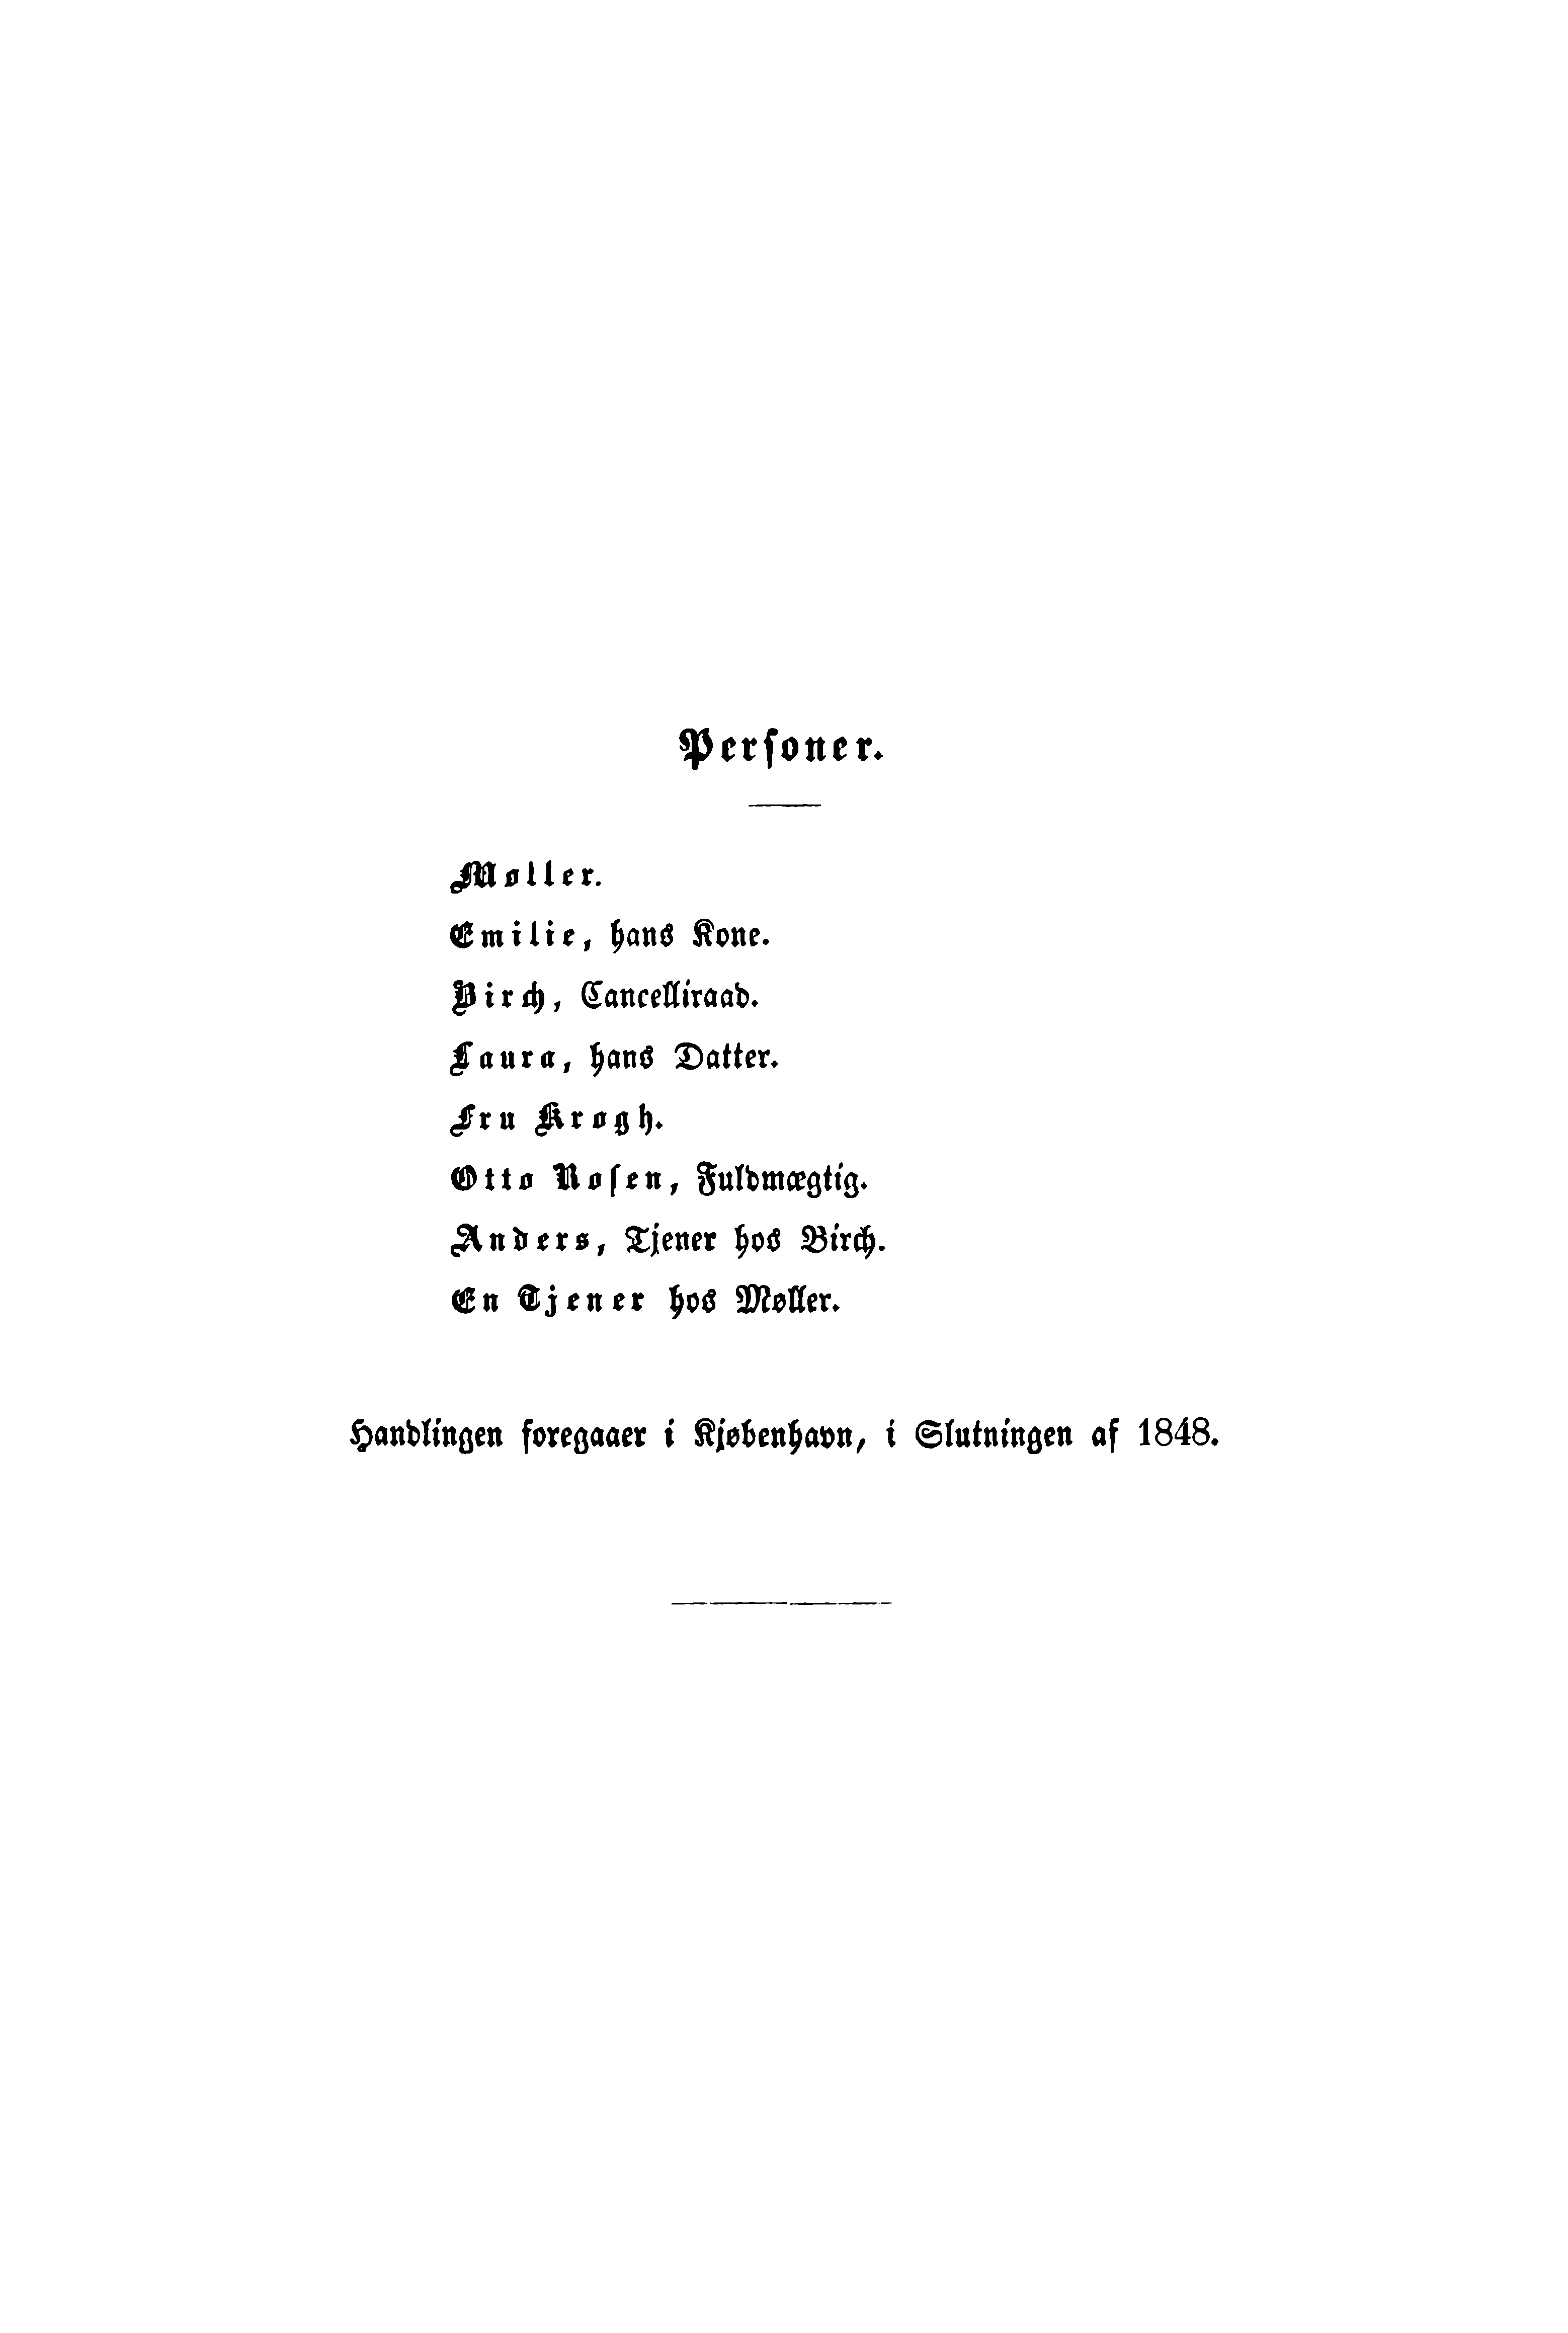 Personer.
Møller.
Emilie, hans Kone.
Birch, Cancelliraad.
Laura, hans Datter.
Fru Krogh.
Otto Rosen, Fuldmægtig.
Anders, Tjener hos Birch.
En Tjener hos Møller.
Handlingen foregaaer i Kjøbenhavn, i Slutningen af 1848.